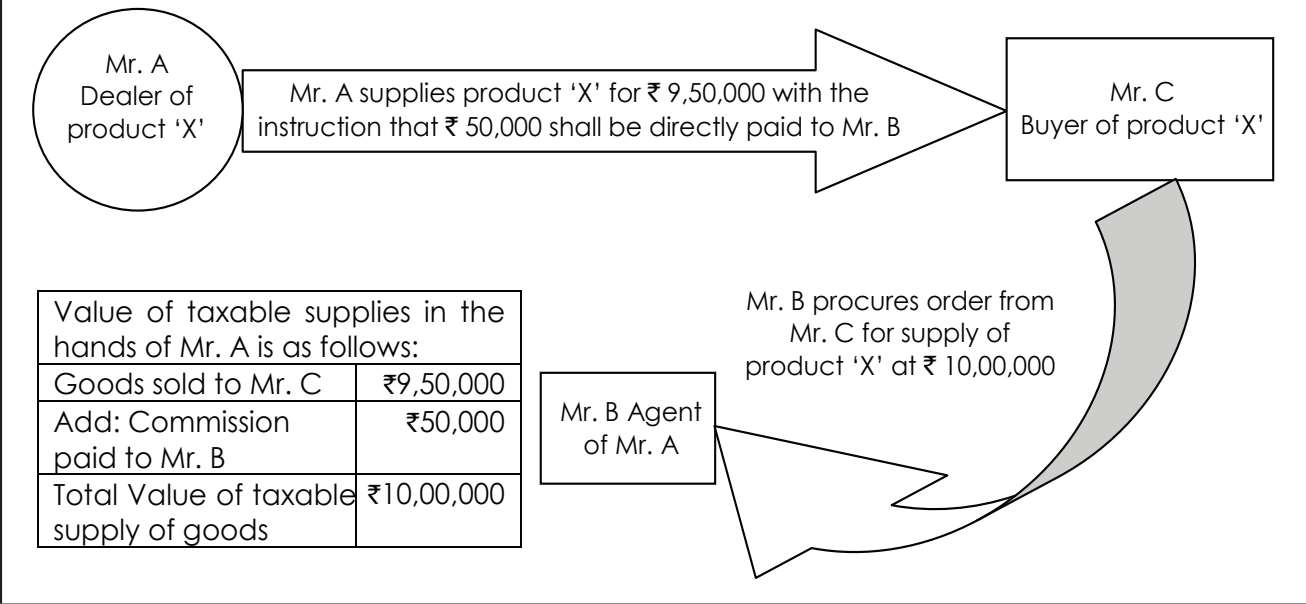 Mr. A
Dealer of
product ‘X’
Mr. A supplies product ‘X’ for ₹ 9,50,000 with the
instruction that ₹ 50,000 shall be directly paid to Mr. B
Mr. C
Buyer of product ‘X’
Mr. B procures order from
Mr. C for supply of
product ‘X’ at ₹ 10,00,000
Mr. B Agent
of Mr. A
Value of taxable supplies in the
hands of Mr. A is as follows:
Goods sold to Mr. C ₹9,50,000
Add: Commission ₹50,000
paid to Mr. B
Total Value of taxable ₹10,00,000
supply of goods